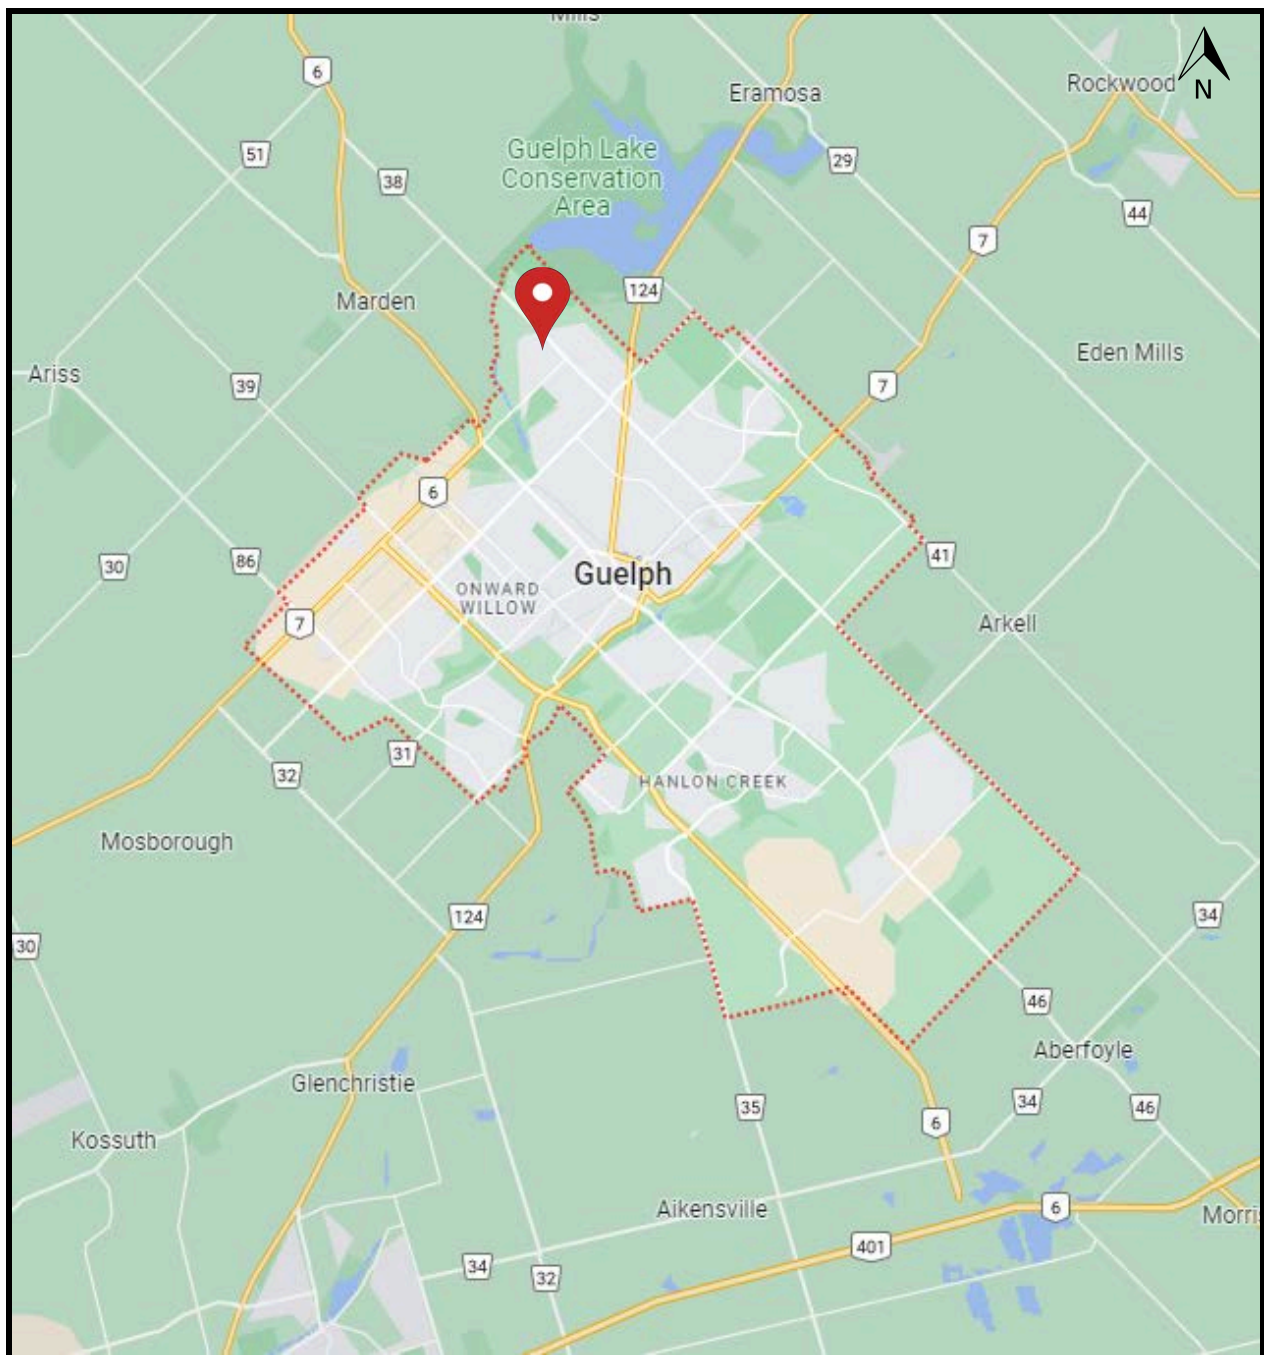 Mills
6
Eramosa
Rockwood
N
51
38
Guelph Lake
Conservation
Area
29
44
7
124
Marden
Eden Mills
Ariss
39
7
6
30
86
41
Guelph
ONWARD
WILLOW
7
Arkell
31
32
HANLON CREEK
Mosborough
124
34
30
46
Aberfoyle
Glenchristie
35
34
46
6
Kossuth
Aikensville
6
Morris
401
34
32